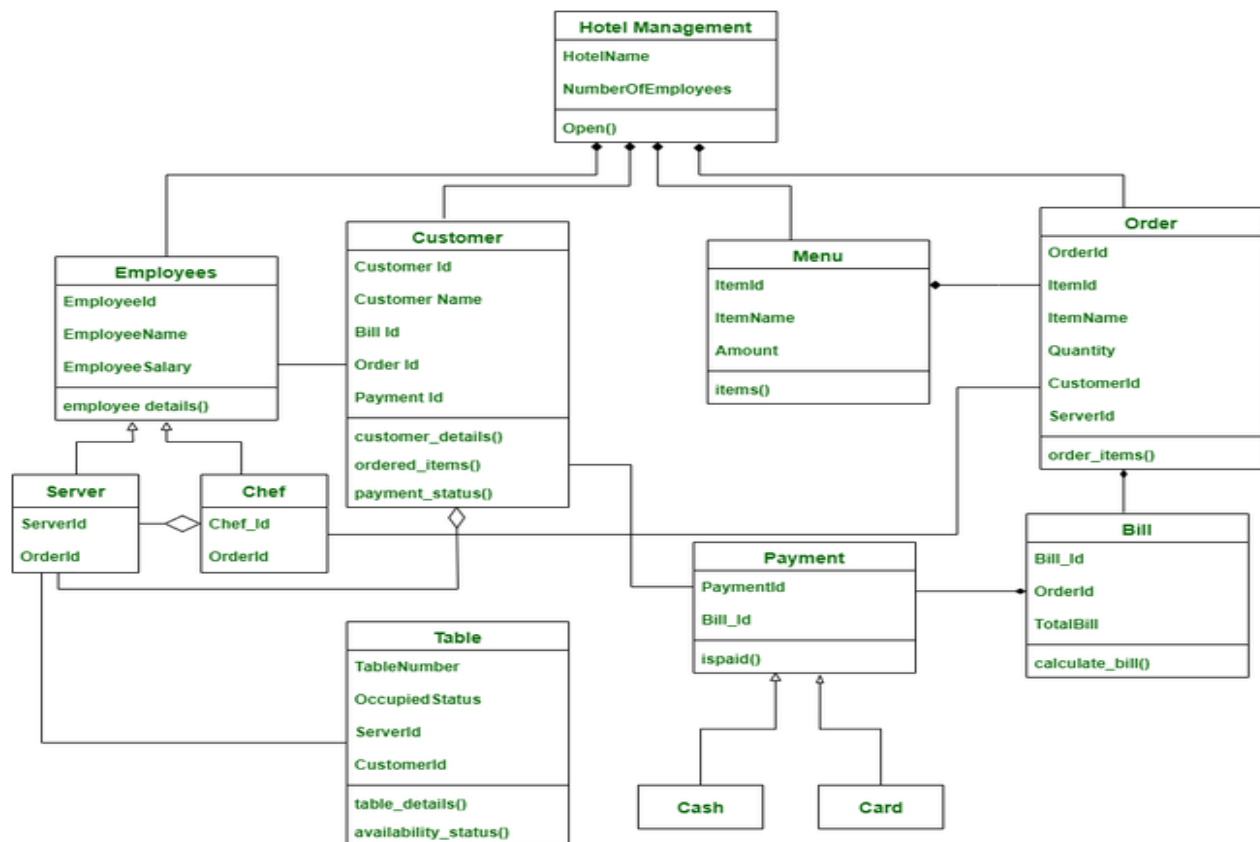 Hotel Management
HotelName
NumberOfEmployees
Open()
Employees
EmployeeId
EmployeeName
EmployeeSalary
employee details()
Customer
Customer Id
Customer Name
Bill Id
Order Id
Payment Id
customer_details()
ordered_items()
payment_status()
Menu
ItemId
ItemName
Amount
items()
Order
OrderId
ItemId
ItemName
Quantity
CustomerId
ServerId
order_items()
Server
ServerId
OrderId
Chef
Chef_Id
OrderId
Payment
PaymentId
Bill_Id
ispaid()
Bill
Bill_Id
OrderId
TotalBill
calculate_bill()
Table
TableNumber
OccupiedStatus
ServerId
CustomerId
table_details()
availability_status()
Cash
Card